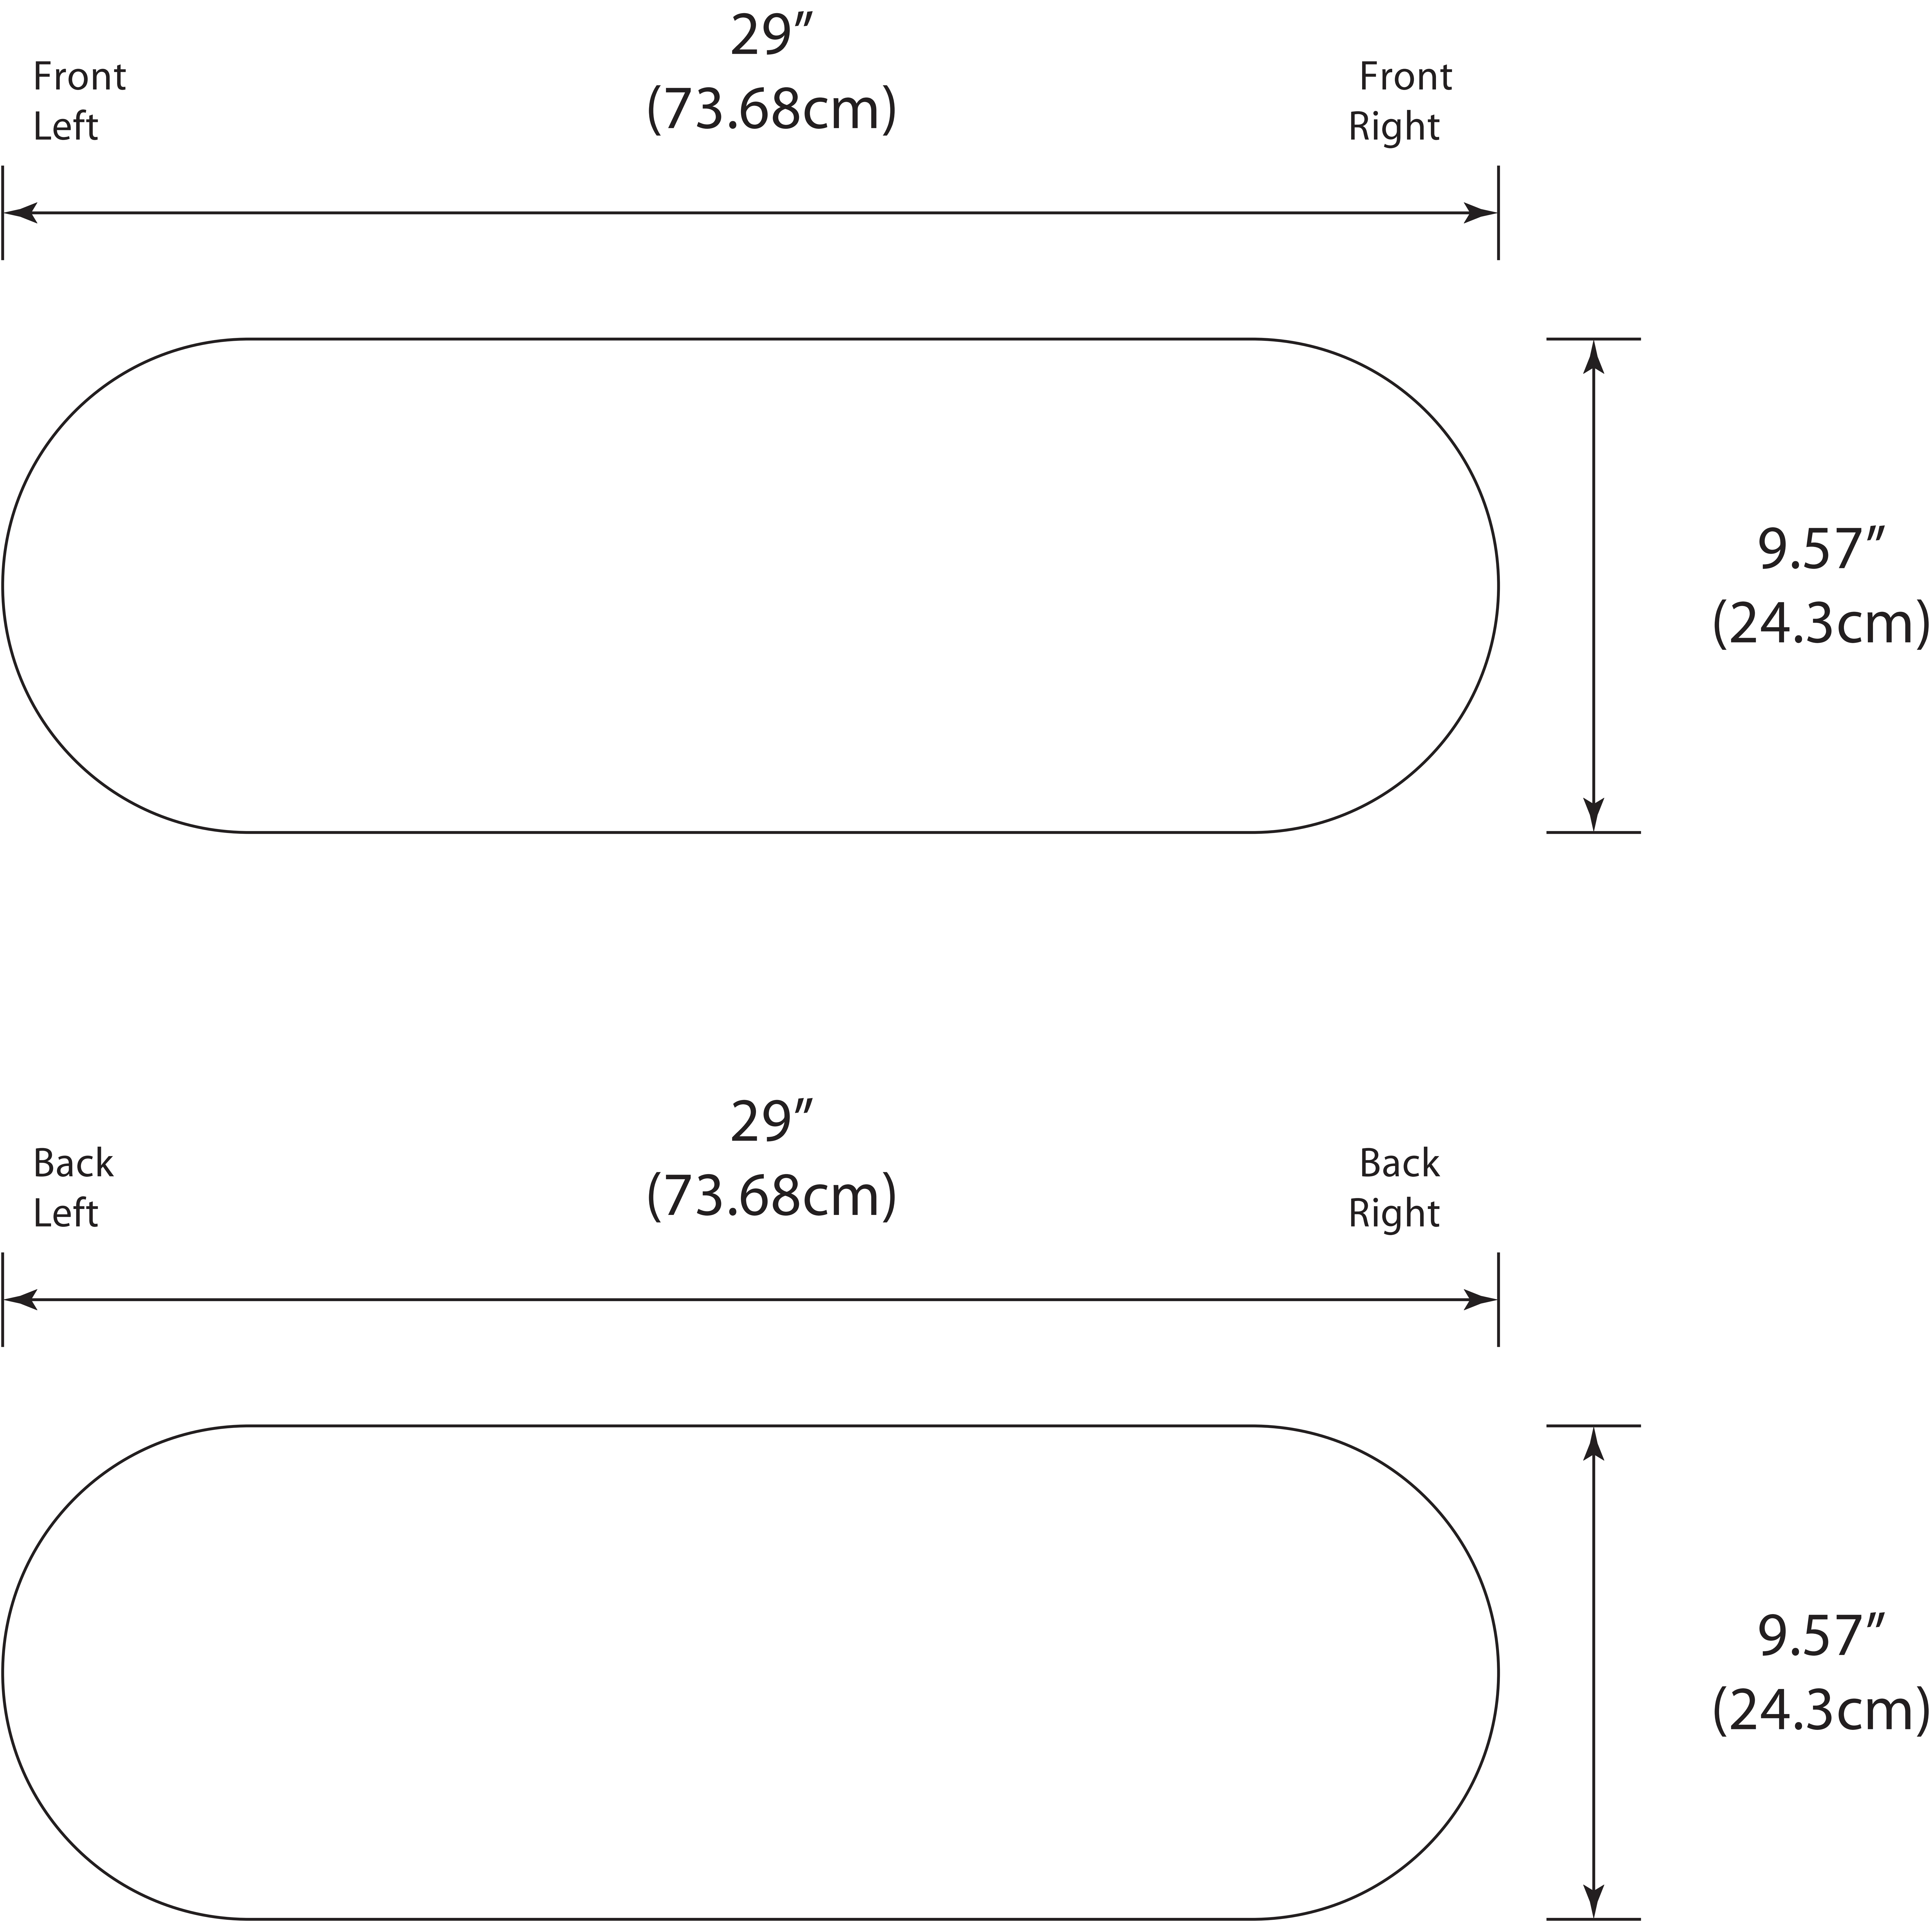 29”
(73.68cm)
Front
Left
Front
Right
9.57”
(24.3cm)
29”
(73.68cm)
Back
Left
Back
Right
9.57”
(24.3cm)